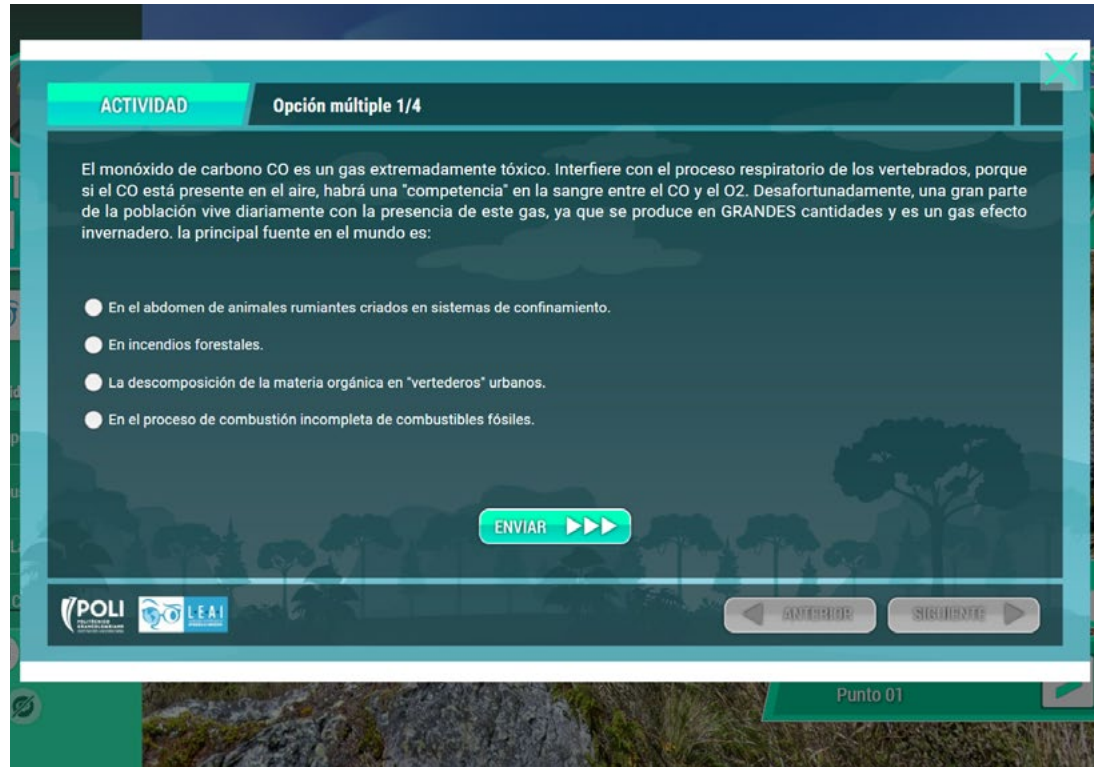 ACTIVIDAD
Opción múltiple 1/4
El monóxido de carbono CO es un gas extremadamente tóxico. Interfiere con el proceso respiratorio de los vertebrados, porque
si el CO está presente en el aire, habrá una "competencia" en la sangre entre el CO y el O2. Desafortunadamente, una gran parte
de la población vive diariamente con la presencia de este gas, ya que se produce en GRANDES cantidades y es un gas efecto
invernadero. la principal fuente en el mundo es:
En el abdomen de animales rumiantes criados en sistemas de confinamiento.
En incendios forestales.
La descomposición de la materia orgánica en "vertederos" urbanos.
En el proceso de combustión incompleta de combustibles fósiles.
ENVIAR
POLI
LEAI
ANTERIOR
SIGUIENTE
Punto 01